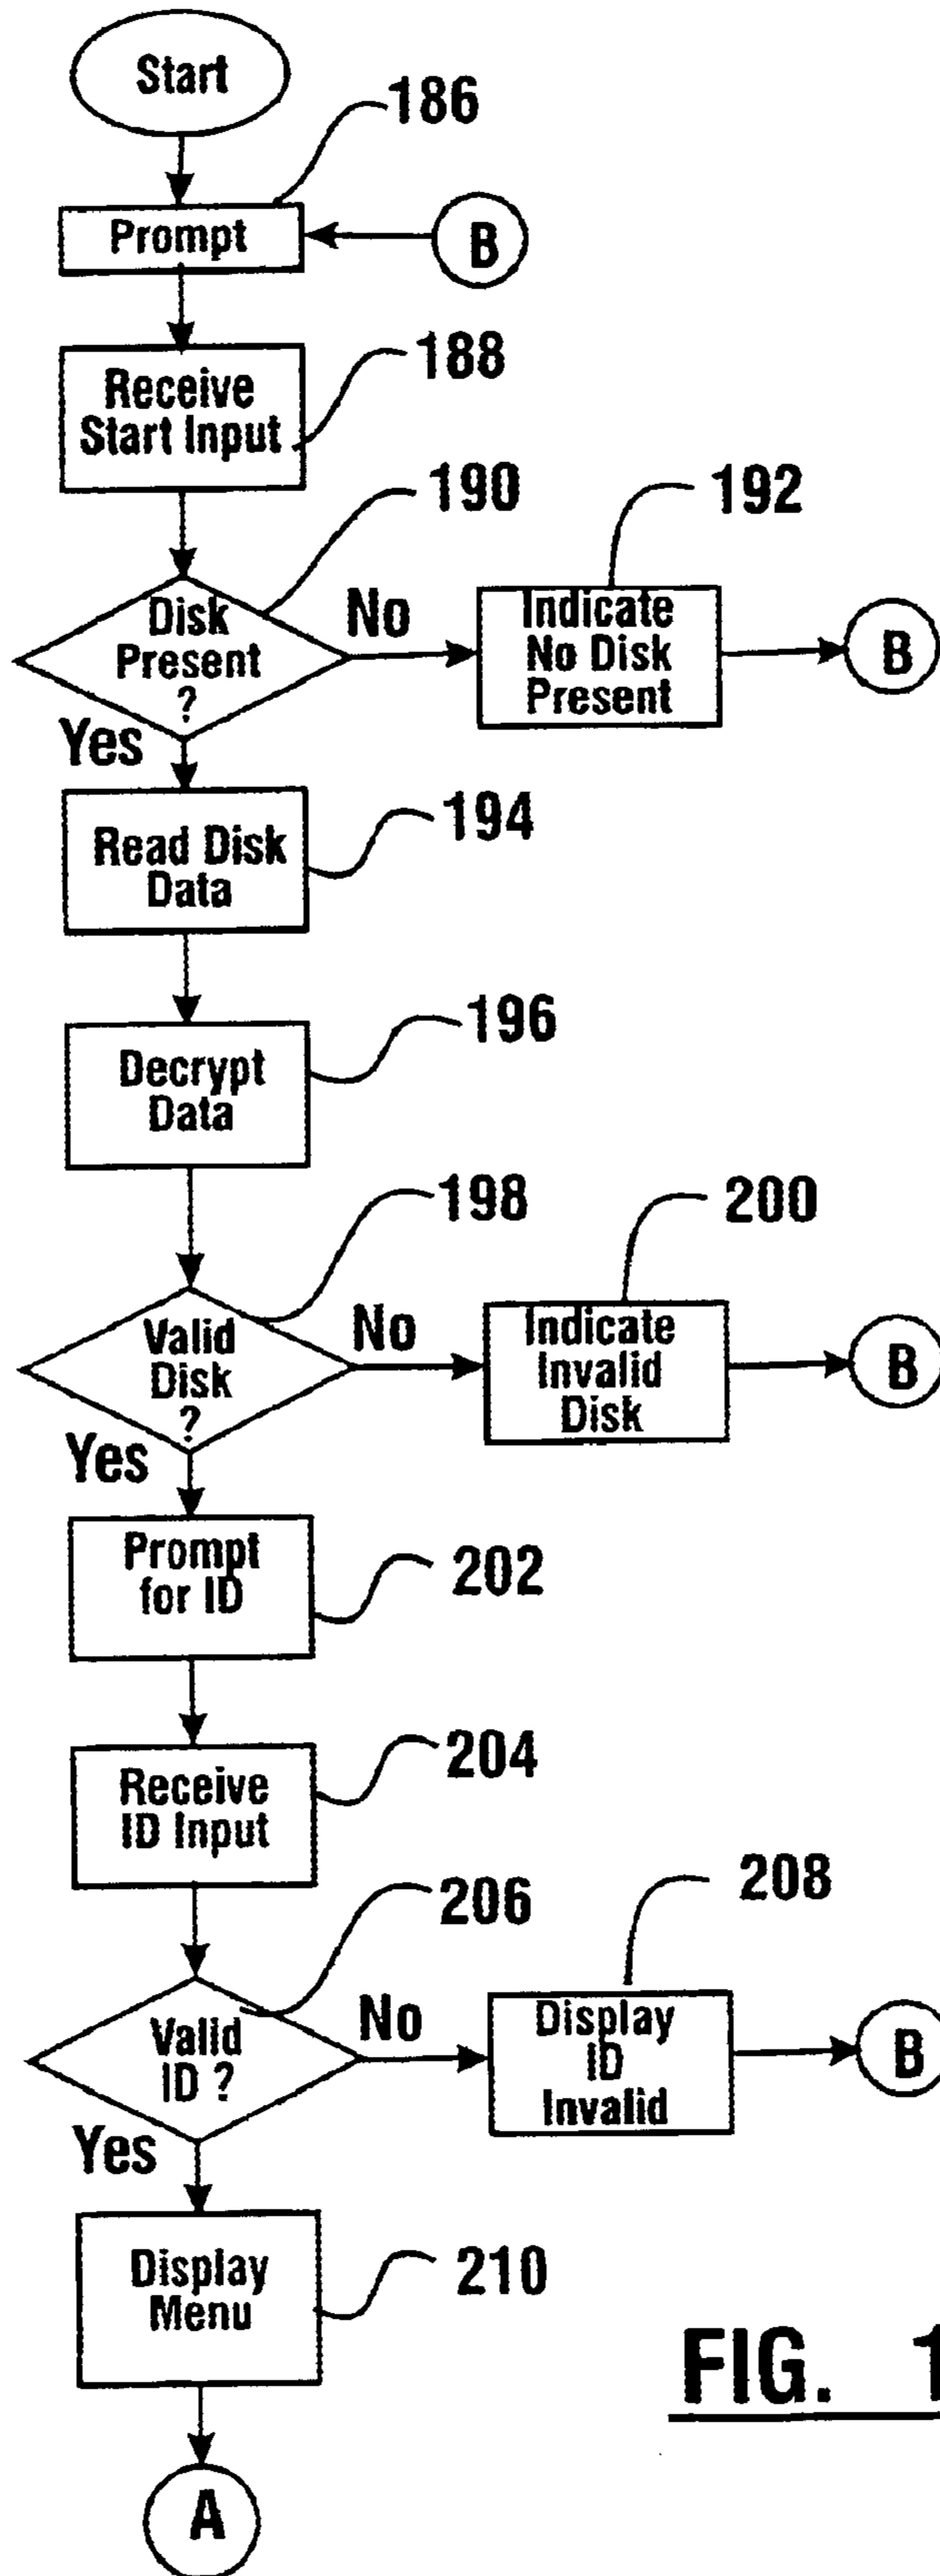 Start
186
Prompt
B
Receive
Start Input
188
190
Disk
Present
?
No
192
Indicate
No Disk
Present
B
Yes
Read Disk
Data
194
Decrypt
Data
196
198
Valid
Disk
?
No
200
Indicate
Invalid
Disk
B
Yes
Prompt
for ID
202
Receive
ID Input
204
206
Valid
ID ?
No
208
Display
ID
Invalid
B
Yes
Display
Menu
210
FIG. 1
A